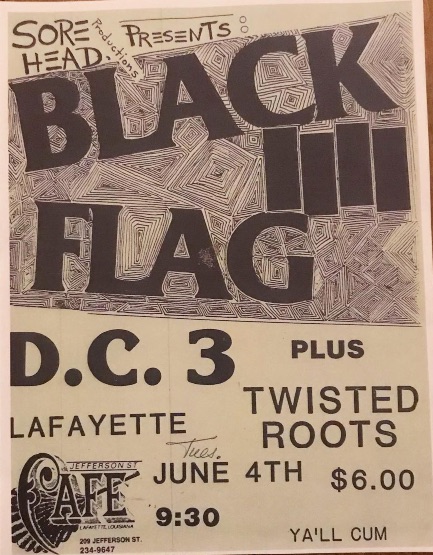 SORE HEAD. Productions PRESENTS:
BLACK
FLAG
D.C. 3
PLUS
TWISTED
ROOTS
LAFAYETTE
Tues.
JUNE 4TH
$6.00
9:30
JEFFERSON ST
CAFÉ
LAFAYETTE, LOUISIANA
209 JEFFERSON ST.
234-9647
YA'LL CUM